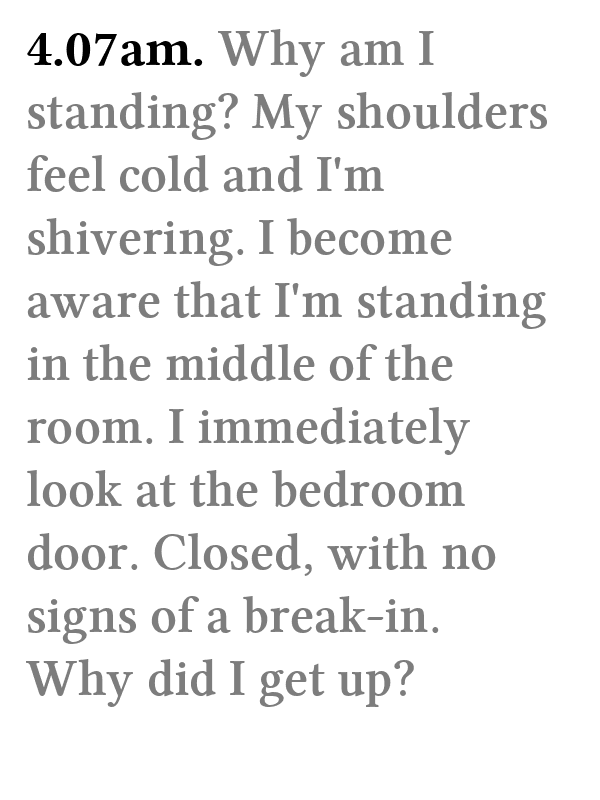 4.07am. Why am I
standing? My shoulders
feel cold and I'm
shivering. I become
aware that I'm standing
in the middle of the
room. I immediately
look at the bedroom
door. Closed, with no
signs of a break-in.
Why did I get up?